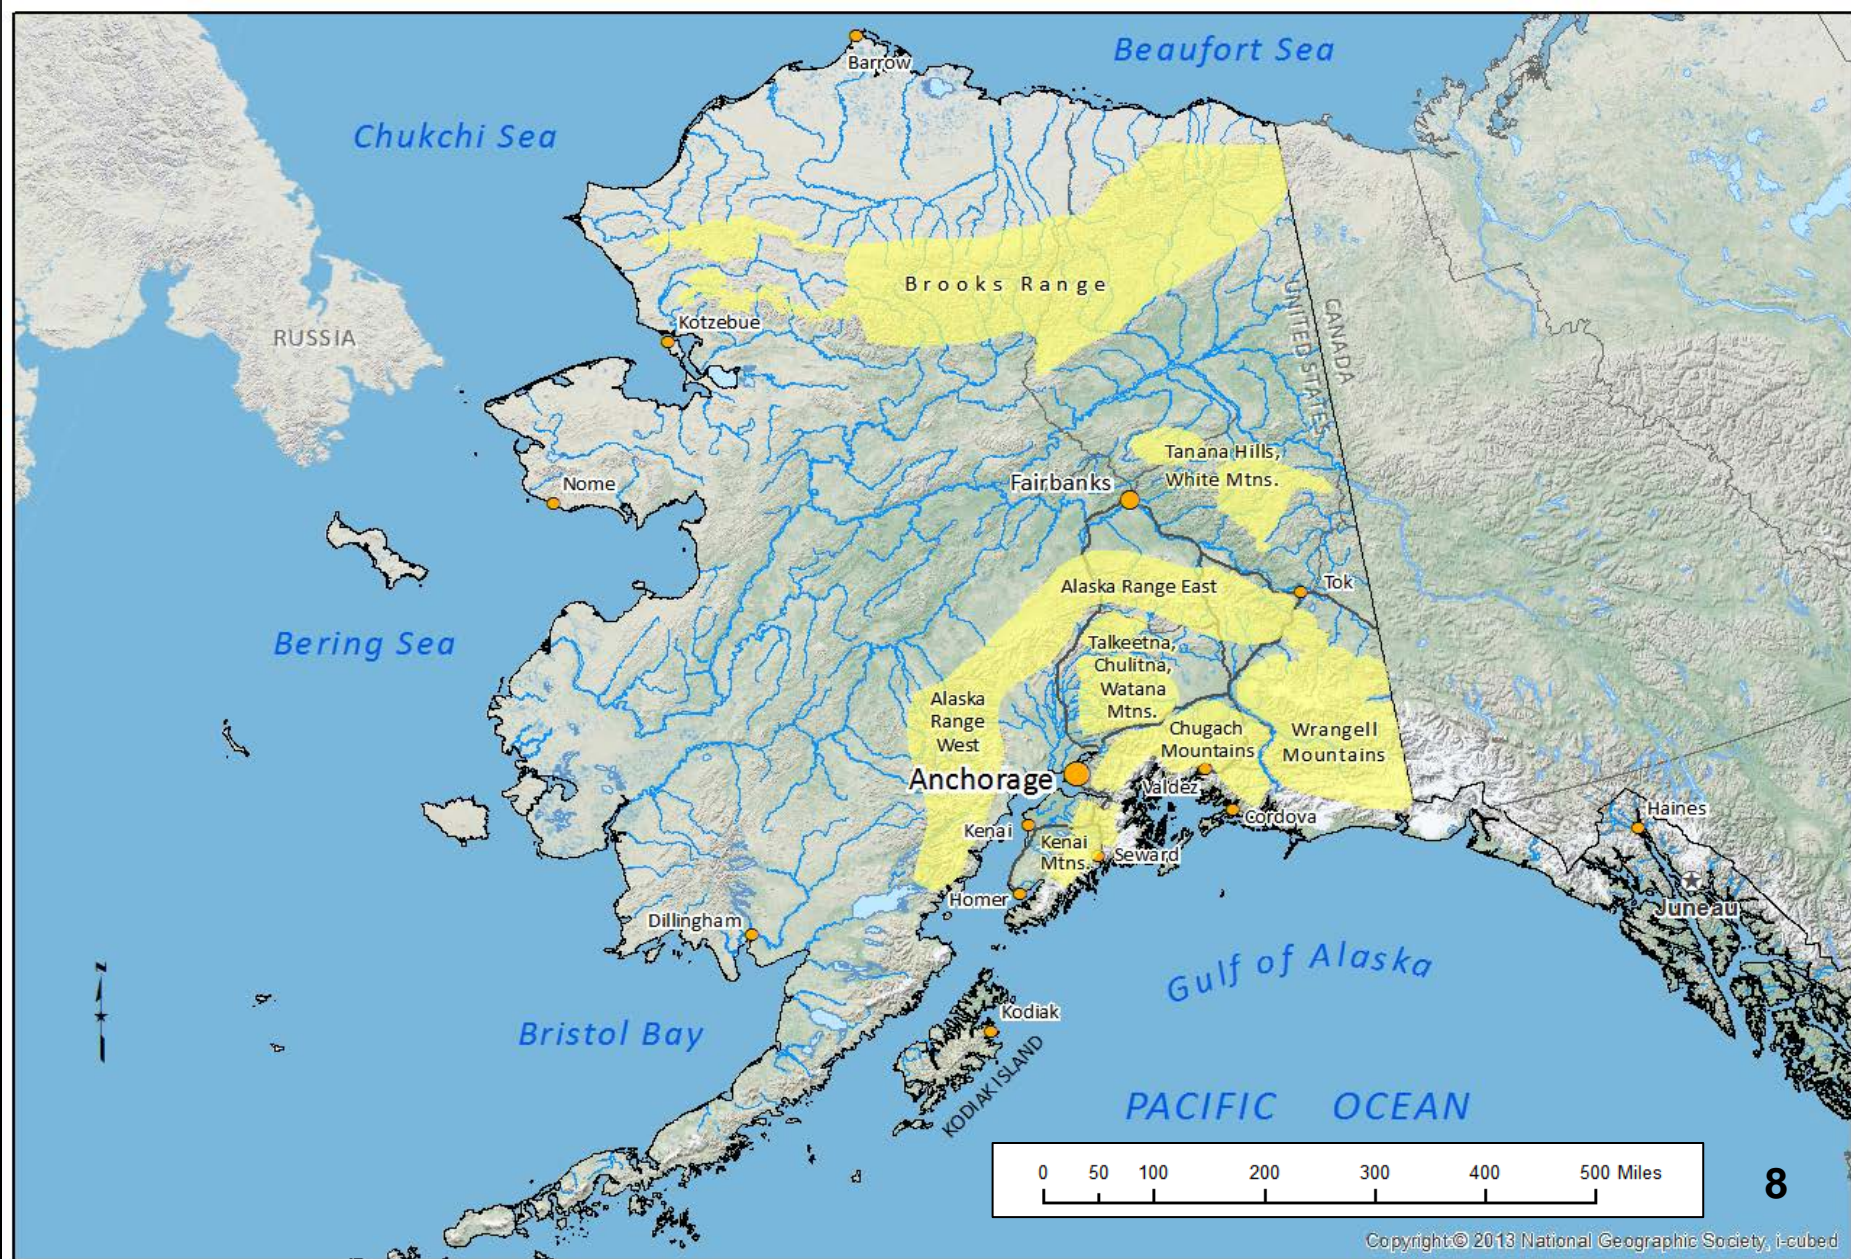 Beaufort Sea
Barrow
Chukchi Sea
Brooks Range
UNITED STATES
CANADA
Kotzebue
RUSSIA
Tanana Hills,
White Mtns.
Fairbanks
Nome
Tok
Alaska Range East
Bering Sea
Talkeetna,
Chulitna,
Watana
Mtns.
Alaska
Range
West
Chugach
Mountains
Wrangell
Mountains
Anchorage
Valdez
Cordova
Haines
Kenai
Kenai
Mtns.
Seward
Homer
Juneau
Dillingham
Gulf of Alaska
N
Kodiak
Bristol Bay
KODIAK ISLAND
PACIFIC OCEAN
0 50 100 200 300 400 500 Miles
8
Copyright:© 2013 National Geographic Society, i-cubed